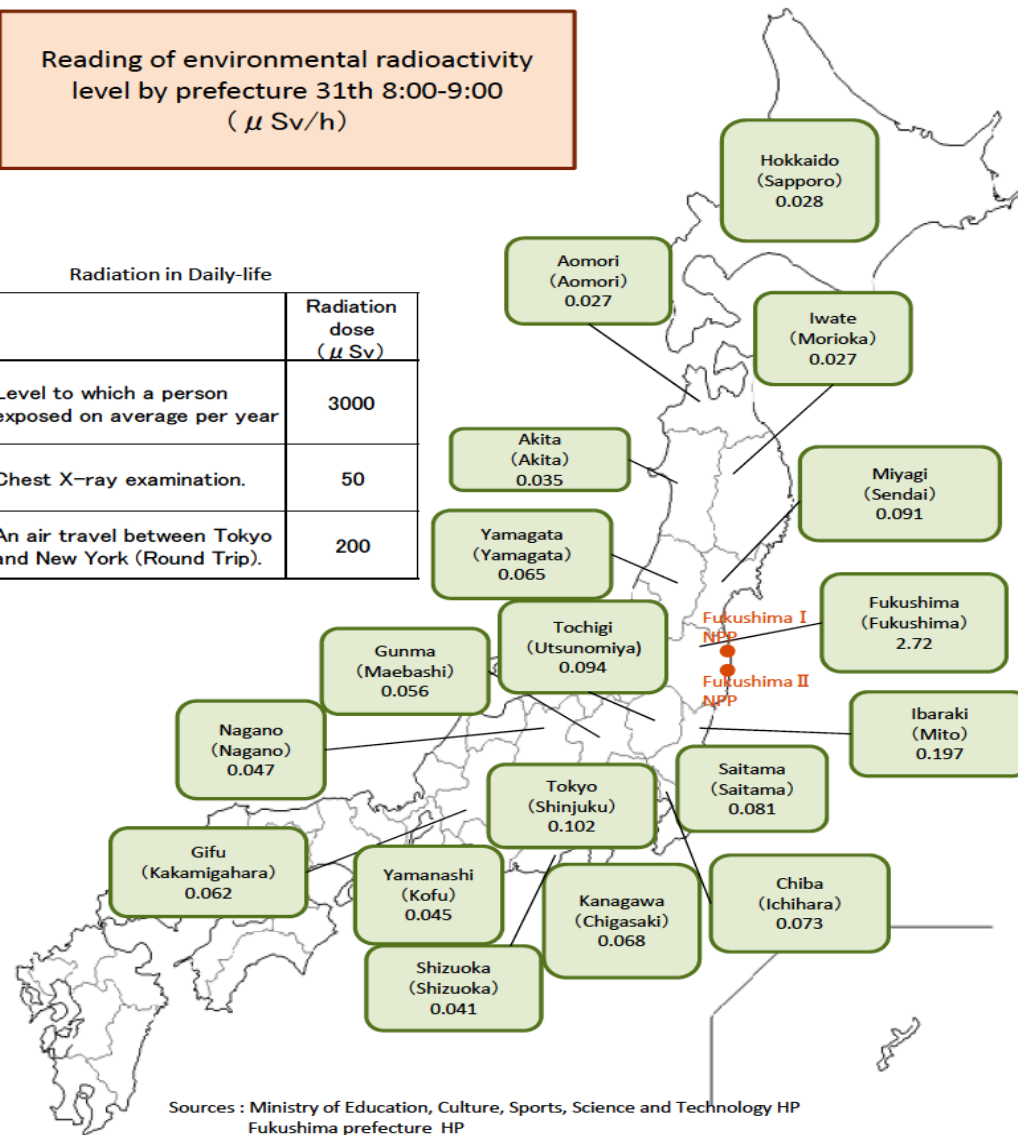 Reading of environmental radioactivity
level by prefecture 31th 8:00-9:00
（μ Sv/h）
Radiation in Daily-life
Radiation
dose
（μ Sv）
Level to which a person
exposed on average per year
3000
Chest X-ray examination.
50
An air travel between Tokyo
and New York (Round Trip).
200
Hokkaido
（Sapporo）
0.028
Aomori
（Aomori）
0.027
Iwate
（Morioka）
0.027
Akita
（Akita）
0.035
Miyagi
（Sendai）
0.091
Yamagata
（Yamagata）
0.065
Fukushima
（Fukushima）
2.72
Fukushima Ⅰ
NPP
Fukushima Ⅱ
NPP
Tochigi
（Utsunomiya)
0.094
Gunma
（Maebashi）
0.056
Ibaraki
（Mito）
0.197
Nagano
（Nagano）
0.047
Saitama
（Saitama）
0.081
Tokyo
（Shinjuku）
0.102
Gifu
（Kakamigahara）
0.062
Yamanashi
（Kofu）
0.045
Kanagawa
（Chigasaki）
0.068
Chiba
（Ichihara）
0.073
Shizuoka
（Shizuoka）
0.041
Sources : Ministry of Education, Culture, Sports, Science and Technology HP
Fukushima prefecture HP